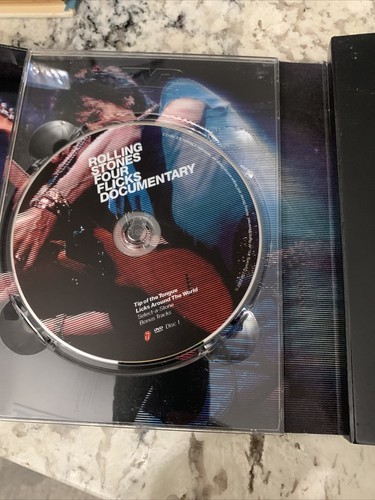 ROLLING
STONES
FOUR
FLICKS
DOCUMENTARY
Tip of the Tongue
Licks Around The World
Select-a-Stone
Bonus Tracks
DVD Disc 1